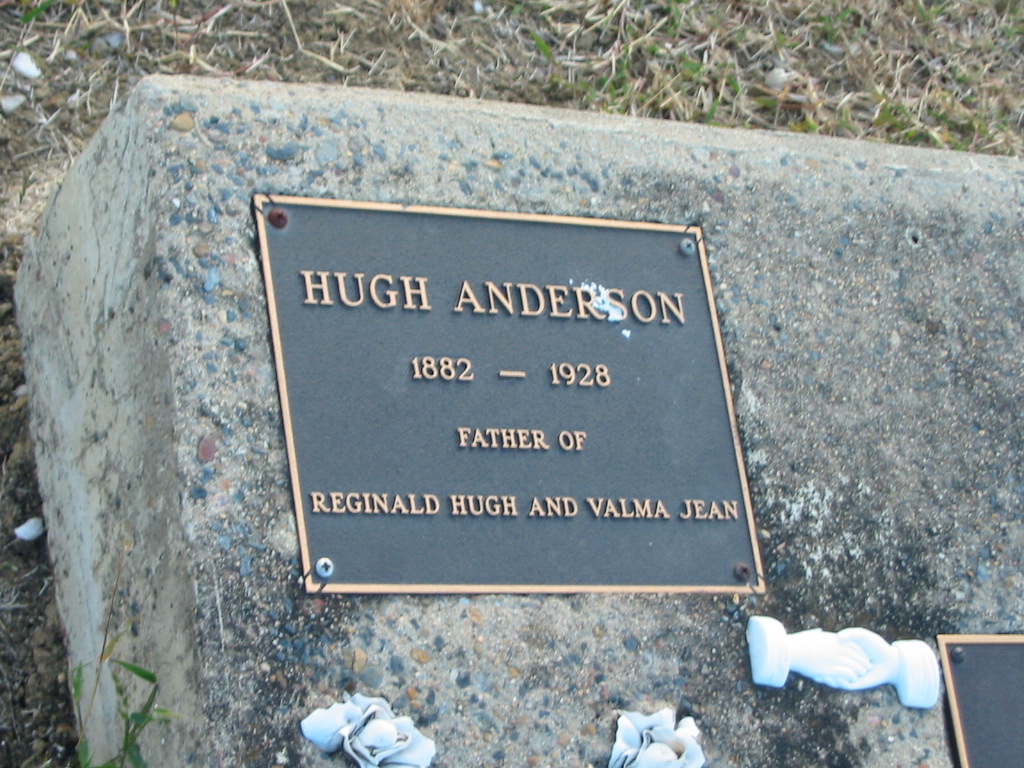 HUGH ANDERSON
1882 — 1928
FATHER OF
REGINALD HUGH AND VALMA JEAN